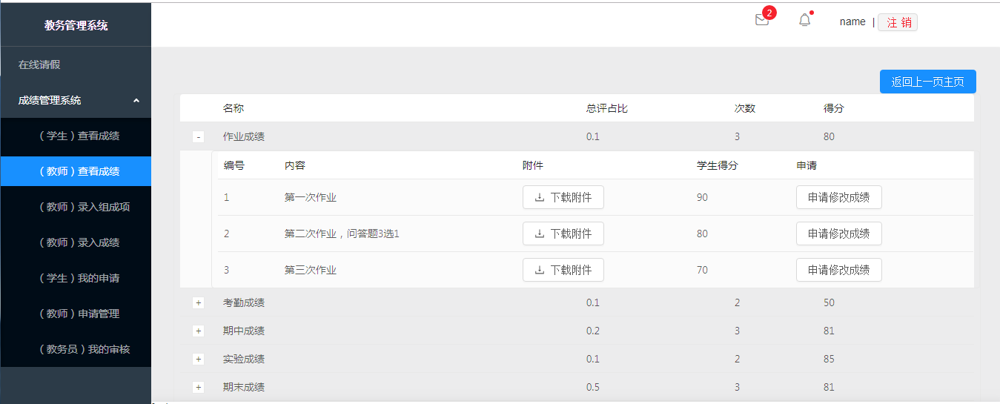 教务管理系统
2
name | 注 销
在线请假
成绩管理系统
（学生）查看成绩
（教师）查看成绩
（教师）录入组成项
（教师）录入成绩
（学生）我的申请
（教师）申请管理
（教务员）我的审核
返回上一页主页
名称 总评占比 次数 得分
- 作业成绩 0.1 3 80
编号 内容 附件 学生得分 申请
1 第一次作业 下载附件 90 申请修改成绩
2 第二次作业，问答题3选1 下载附件 80 申请修改成绩
3 第三次作业 下载附件 70 申请修改成绩
+ 考勤成绩 0.1 2 50
+ 期中成绩 0.2 3 81
+ 实验成绩 0.1 2 85
+ 期末成绩 0.5 3 81